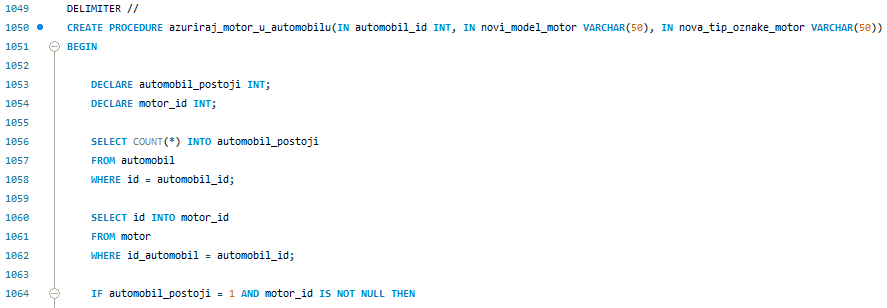 1049 DELIMITER //
1050 CREATE PROCEDURE azuriraj_motor_u_automobilu(IN automobil_id INT, IN novi_model_motor VARCHAR(50), IN nova_tip_oznake_motor VARCHAR(50))
1051 BEGIN
1052
1053 DECLARE automobil_postoji INT;
1054 DECLARE motor_id INT;
1055
1056 SELECT COUNT(*) INTO automobil_postoji
1057 FROM automobil
1058 WHERE id = automobil_id;
1059
1060 SELECT id INTO motor_id
1061 FROM motor
1062 WHERE id_automobil = automobil_id;
1063
1064 IF automobil_postoji = 1 AND motor_id IS NOT NULL THEN